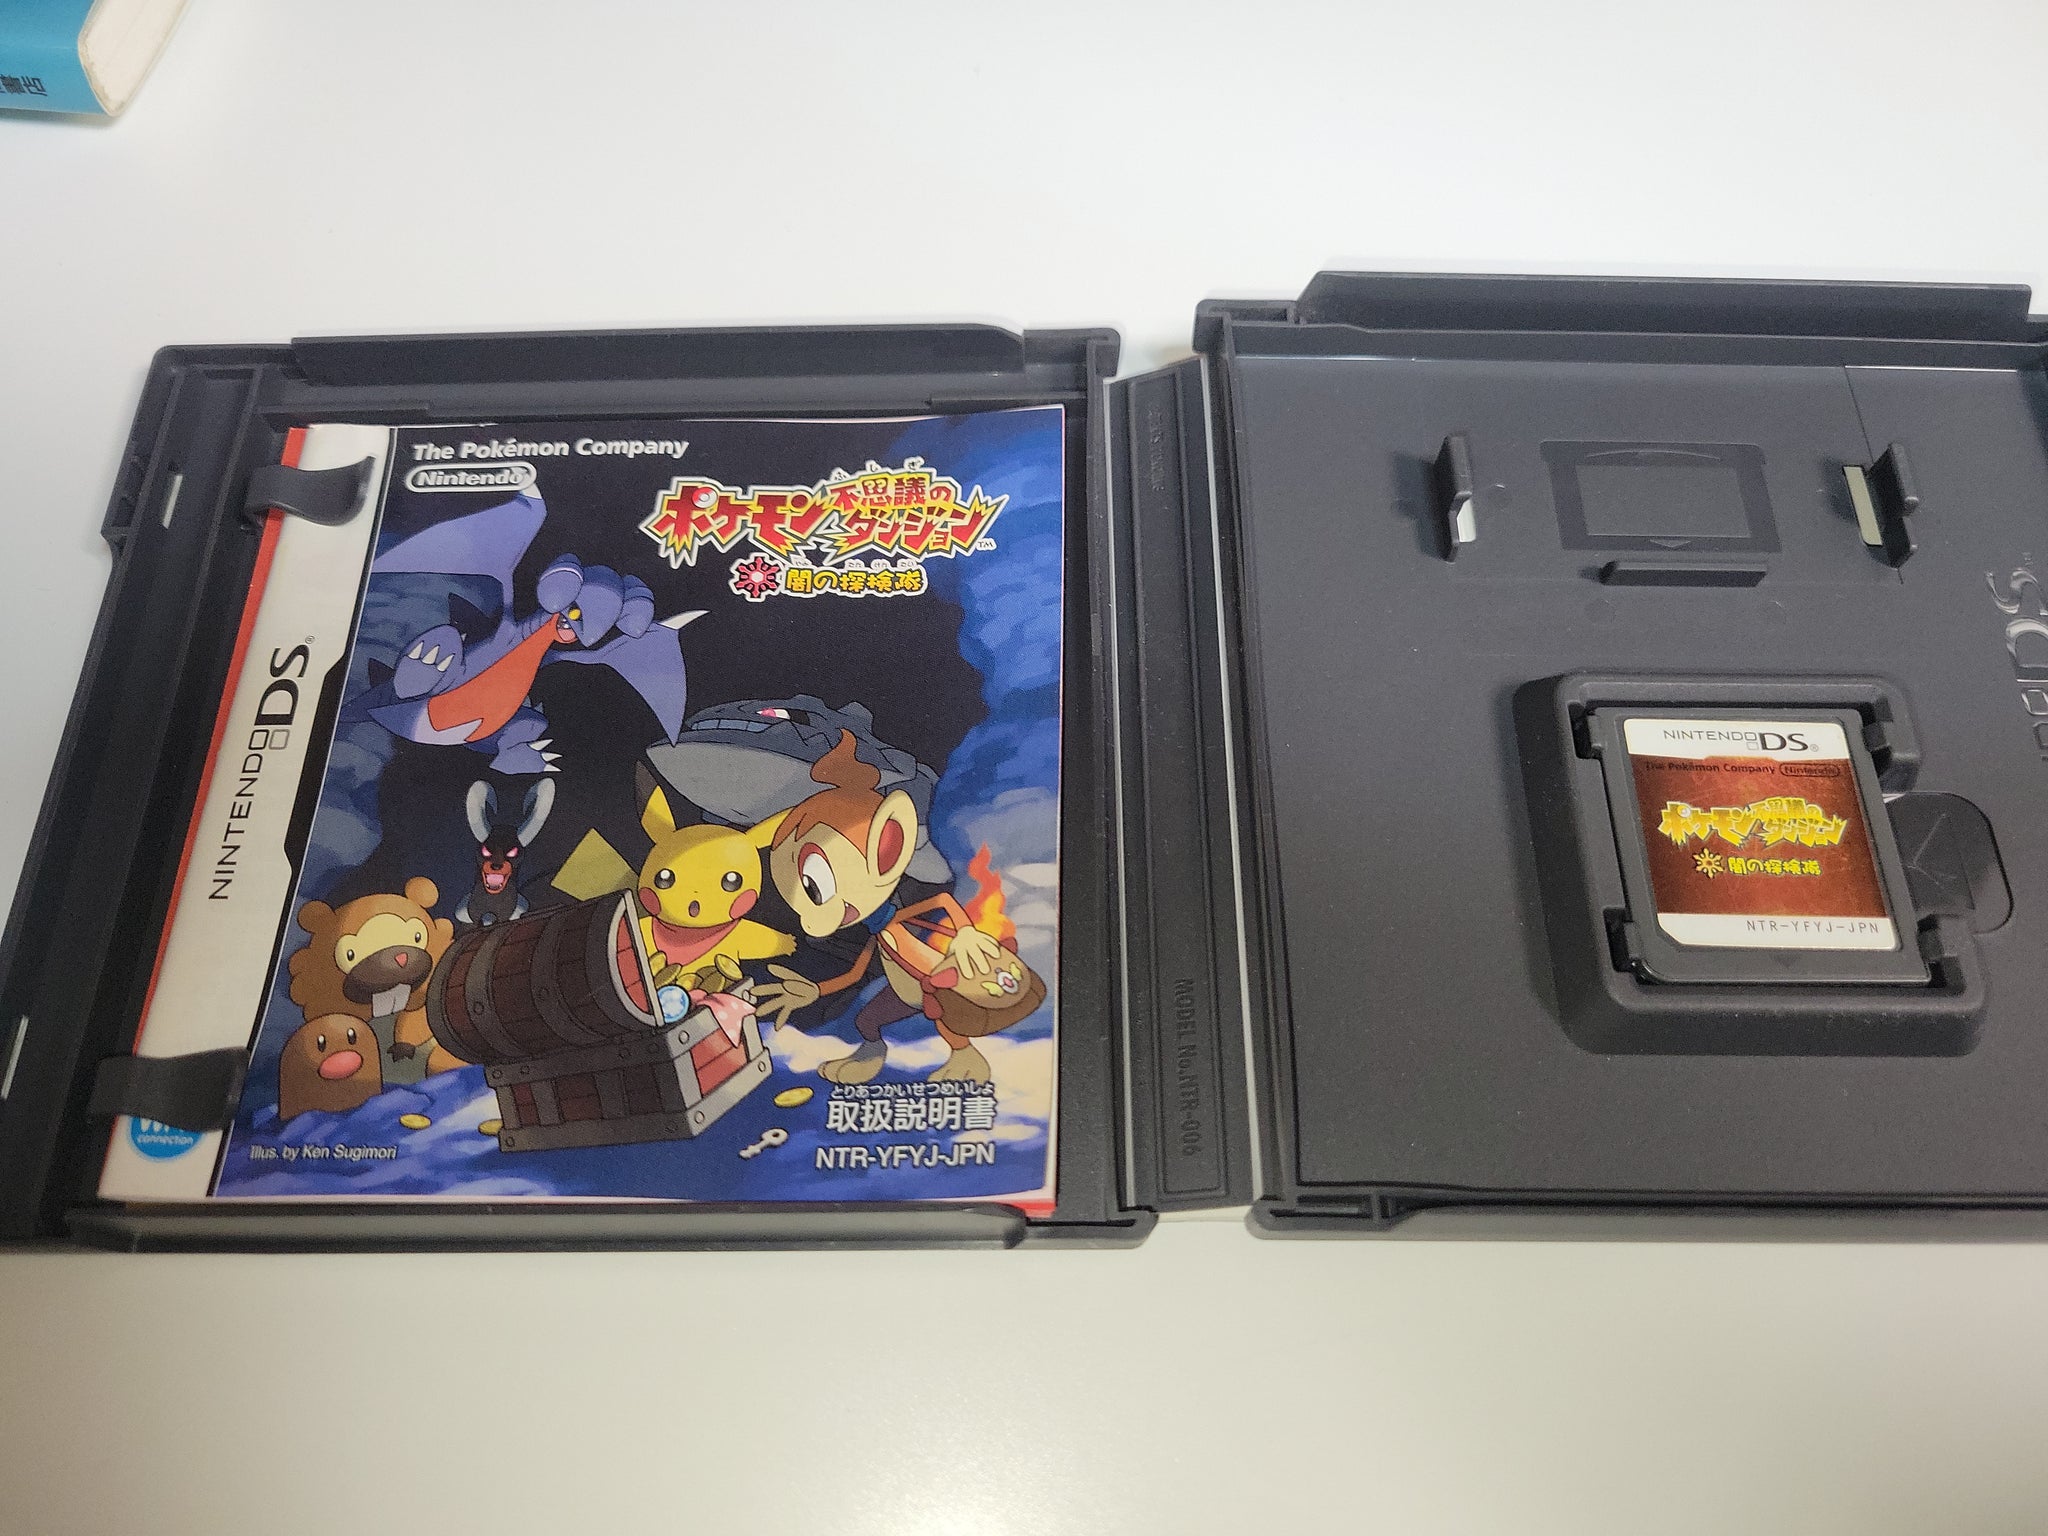 The Pokémon Company
Nintendo
ふしぎ
ポケモン不思議の
ダンジョン™
やみ たんけんたい
闇の探検隊
NINTENDO DS®
とりあつかいせつめいしょ
取扱説明書
NTR-YFYJ-JPN
Illus. by Ken Sugimori
connection
MODEL No.NTR-006
NINTENDO DS®
The Pokémon Company Nintendo
ポケモン不思議の
ダンジョン
闇の探検隊
NTR-YFYJ-JPN
DS